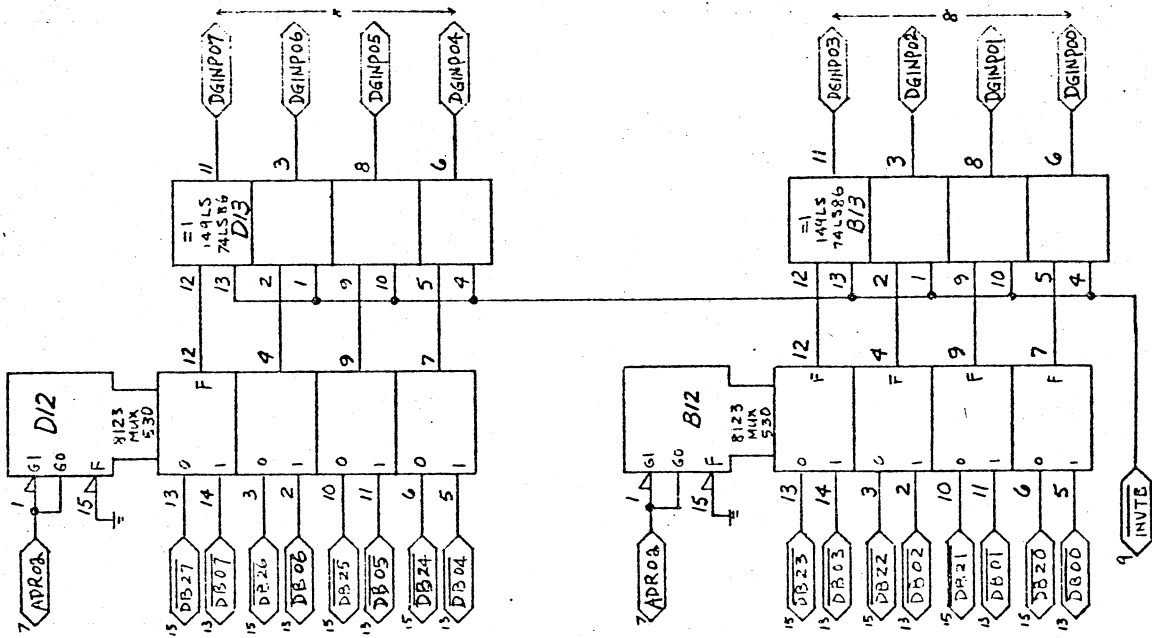 D12
G1
G0
F
8123
MUX
530
1
15
7
ADR02
0 F 12
1
0 4
1
0 9
1
0 7
1
15 DB27 13
13 DB07 14
15 DB26 3
13 DB06 2
15 DB25 10
13 DB05 11
15 DB24 6
13 DB04 5
=1
149LS
74LS86
D13
12 11 DGINP07
13
2 3 DGINP06
1
9 8 DGINP05
10
5 6 DGINP04
4
B12
G1
G0
F
8123
MUX
530
1
15
7
ADR02
0 F 12
1
0 F 4
1
0 F 9
1
0 F 7
1
15 DB23 13
13 DB03 14
15 DB22 3
13 DB02 2
15 DB21 10
13 DB01 11
15 DB20 6
13 DB00 5
=1
149LS
74LS86
B13
12 11 DGINP03
13
2 3 DGINP02
1
9 8 DGINP01
10
5 6 DGINP00
4
8
9 INVTB